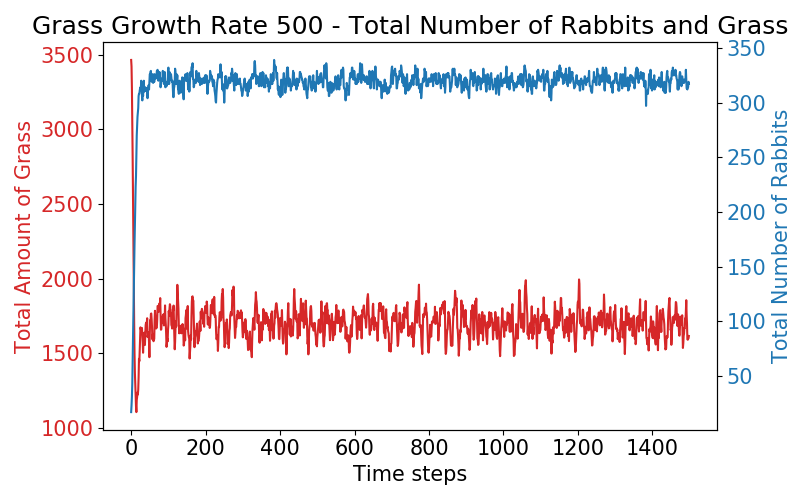 Grass Growth Rate 500 - Total Number of Rabbits and Grass
3500
3000
2500
2000
1500
1000
Total Amount of Grass
350
300
250
200
150
100
50
Total Number of Rabbits
0 200 400 600 800 1000 1200 1400
Time steps